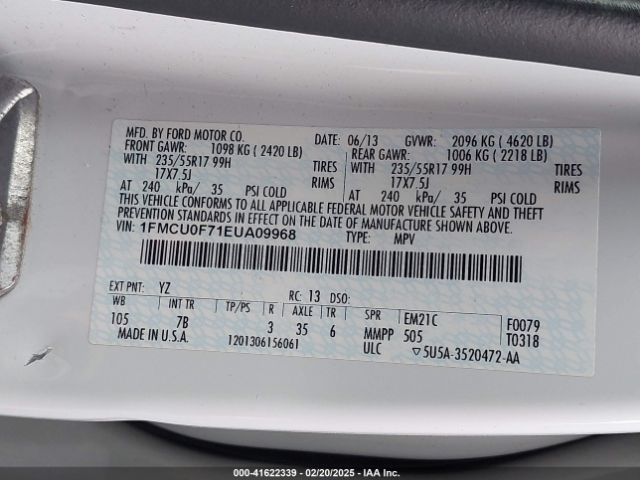 MFD. BY FORD MOTOR CO. DATE: 06/13 GVWR: 2096 KG ( 4620 LB)
FRONT GAWR: 1098 KG ( 2420 LB) REAR GAWR: 1006 KG ( 2218 LB)
WITH 235/55R17 99H TIRES WITH 235/55R17 99H TIRES
17X7.5J RIMS 17X7.5J RIMS
AT 240 kPa/ 35 PSI COLD AT 240 kPa/ 35 PSI COLD
THIS VEHICLE CONFORMS TO ALL APPLICABLE FEDERAL MOTOR VEHICLE SAFETY AND THEFT
PREVENTION STANDARDS IN EFFECT ON THE DATE OF MANUFACTURE SHOWN ABOVE.
VIN: 1FMCU0F71EUA09968 TYPE: MPV
EXT PNT: YZ RC: 13 DSO:
WB INT TR TP/PS R AXLE TR SPR EM21C F0079
105 7B 3 35 6 MMPP 505 T0318
MADE IN U.S.A. 1201306156061 ULC ▽5U5A-3520472-AA
000-41622339 - 02/20/2025 - IAA Inc.